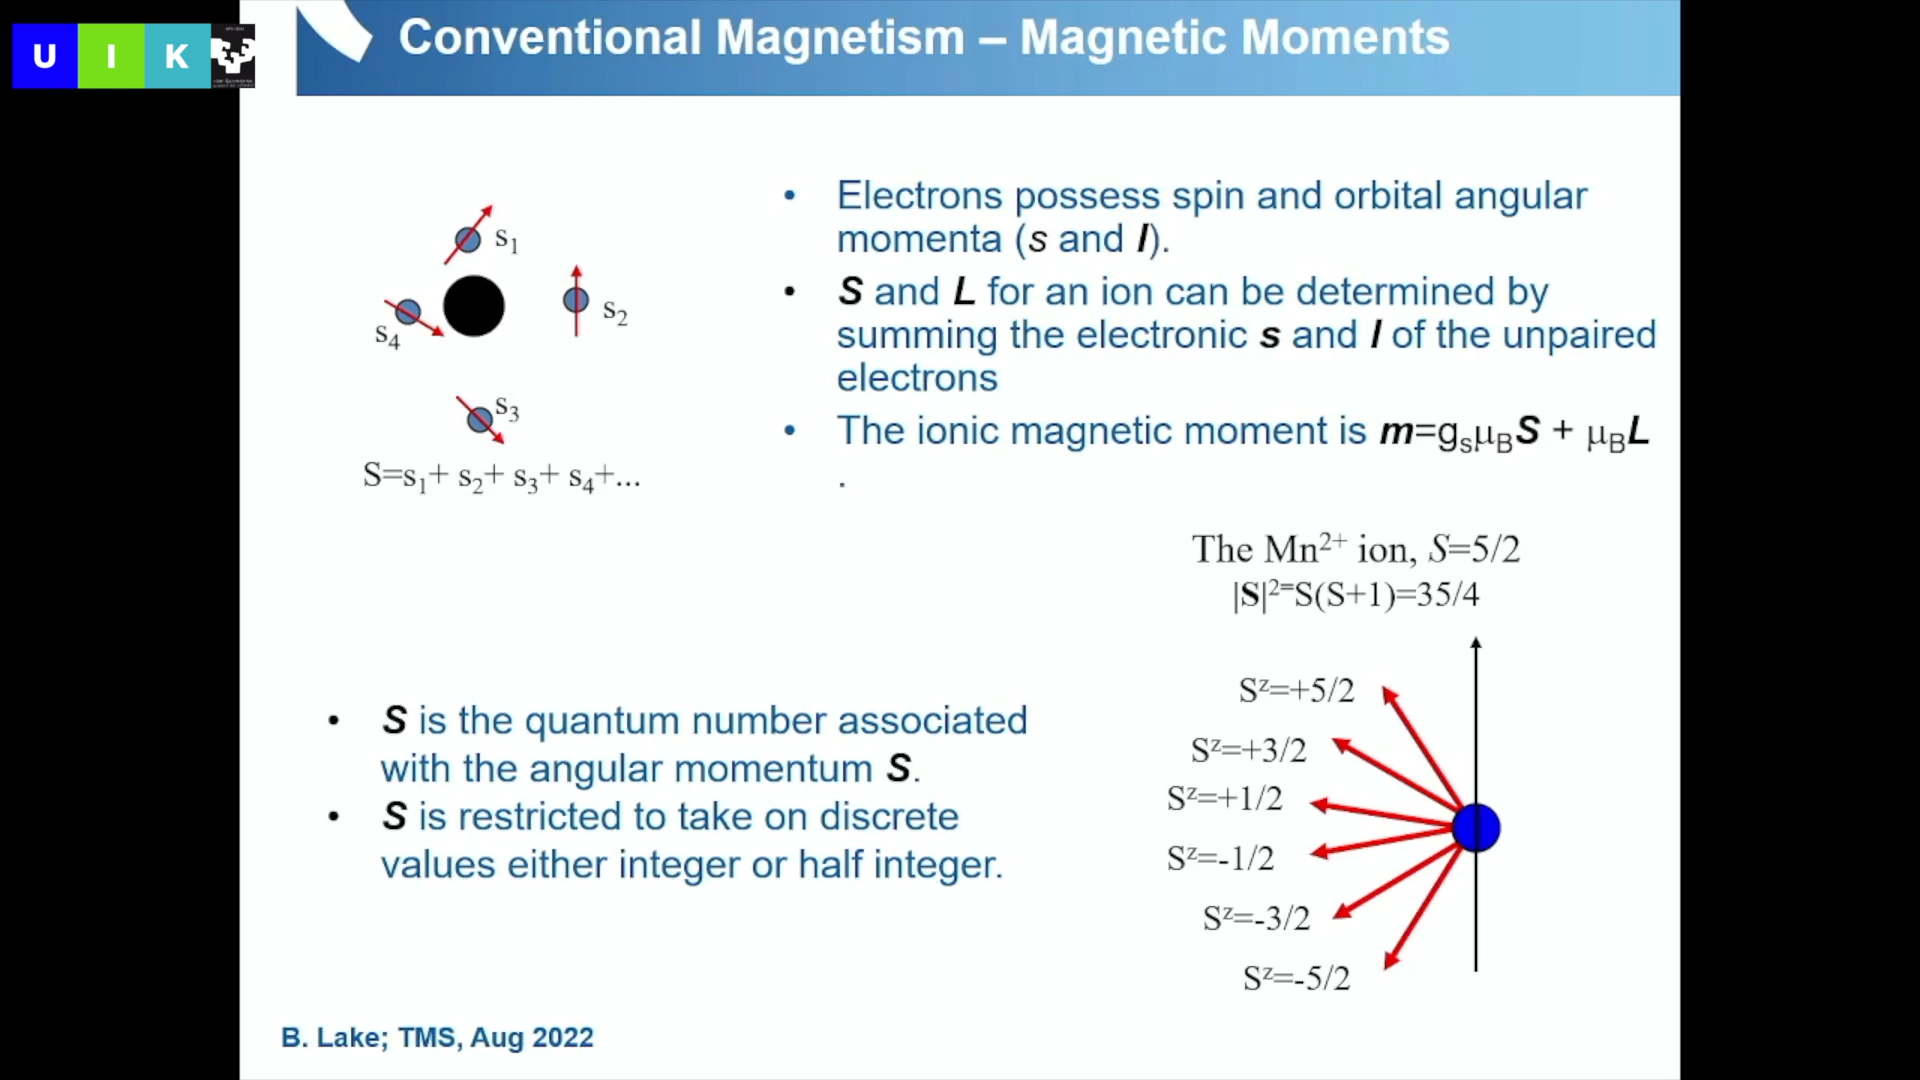 U I K
Conventional Magnetism – Magnetic Moments
s₁
s₂
s₄
s₃
S=s₁+ s₂+ s₃+ s₄+...
• Electrons possess spin and orbital angular
momenta (s and l).
• S and L for an ion can be determined by
summing the electronic s and l of the unpaired
electrons
• The ionic magnetic moment is m=gₛμ_BS + μ_BL
.
The Mn²⁺ ion, S=5/2
|S|²⁼S(S+1)=35/4
Sᶻ=+5/2
Sᶻ=+3/2
Sᶻ=+1/2
Sᶻ=-1/2
Sᶻ=-3/2
Sᶻ=-5/2
• S is the quantum number associated
with the angular momentum S.
• S is restricted to take on discrete
values either integer or half integer.
B. Lake; TMS, Aug 2022